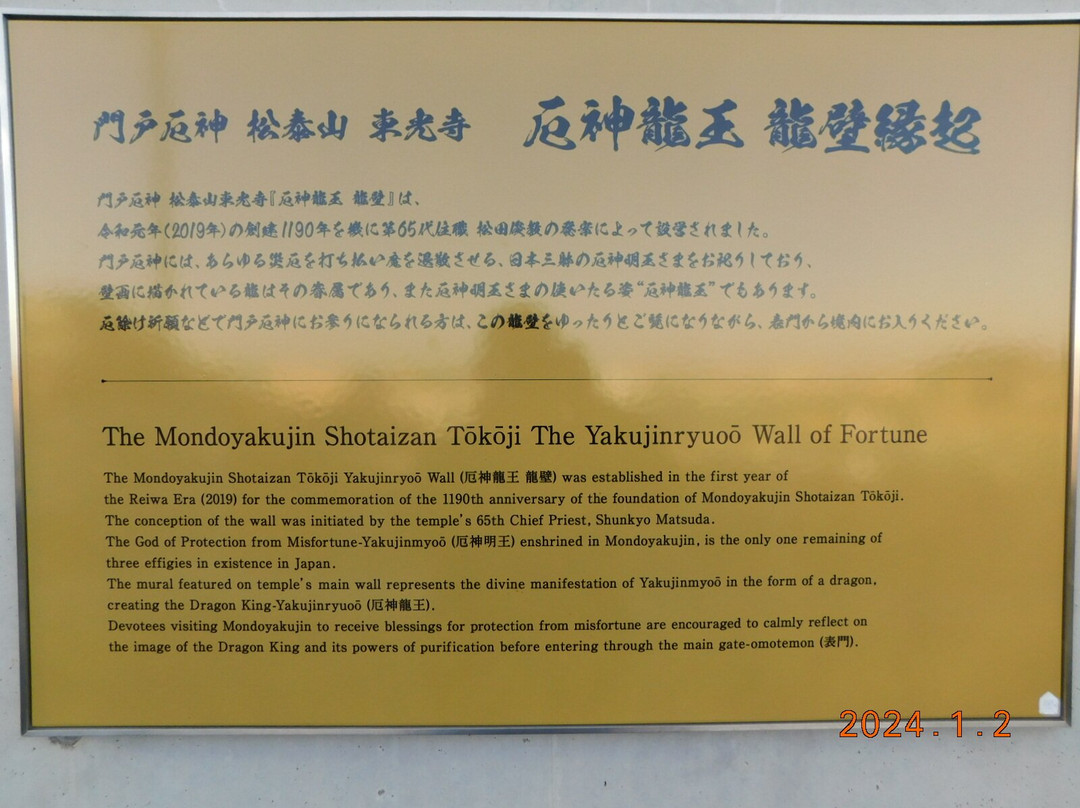 門戸厄神 松泰山 東光寺 厄神龍王 龍壁縁起
門戸厄神 松泰山東光寺『厄神龍王 龍壁』は、
令和元年(2019年)の創建1190年を機に第65代住職 松田俊教の発案によって設営されました。
門戸厄神には、あらゆる災厄を打ち払い魔を退散させる、日本三躰の厄神明王さまをお祀りしており、
壁画に描かれている龍はその眷属であり、また厄神明王さまの使いたる姿“厄神龍王”でもあります。
厄除け祈願などで門戸厄神にお参りになられる方は、この龍壁をゆったりとご覧になりながら、表門から境内にお入りください。
The Mondoyakujin Shotaizan Tōkōji The Yakujinryuoō Wall of Fortune
The Mondoyakujin Shotaizan Tōkōji Yakujinryoō Wall (厄神龍王 龍壁) was established in the first year of
the Reiwa Era (2019) for the commemoration of the 1190th anniversary of the foundation of Mondoyakujin Shotaizan Tōkōji.
The conception of the wall was initiated by the temple's 65th Chief Priest, Shunkyo Matsuda.
The God of Protection from Misfortune-Yakujinmyoō (厄神明王) enshrined in Mondoyakujin, is the only one remaining of
three effigies in existence in Japan.
The mural featured on temple's main wall represents the divine manifestation of Yakujinmyoō in the form of a dragon,
creating the Dragon King-Yakujinryuoō (厄神龍王).
Devotees visiting Mondoyakujin to receive blessings for protection from misfortune are encouraged to calmly reflect on
the image of the Dragon King and its powers of purification before entering through the main gate-omotemon (表門).
2024.1.2